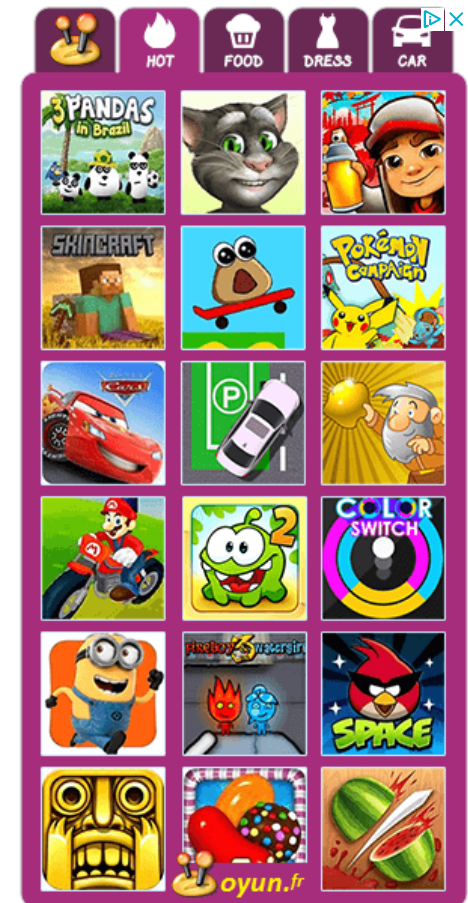 HOT
FOOD
DRESS
CAR
3 PANDAS
in Brazil
SKINCRAFT
POKÉMON
CAMPAIGN
Cars
P
2
COLOR
SWITCH
M
fireboy 3 watergirl
SPACE
oyun.fr